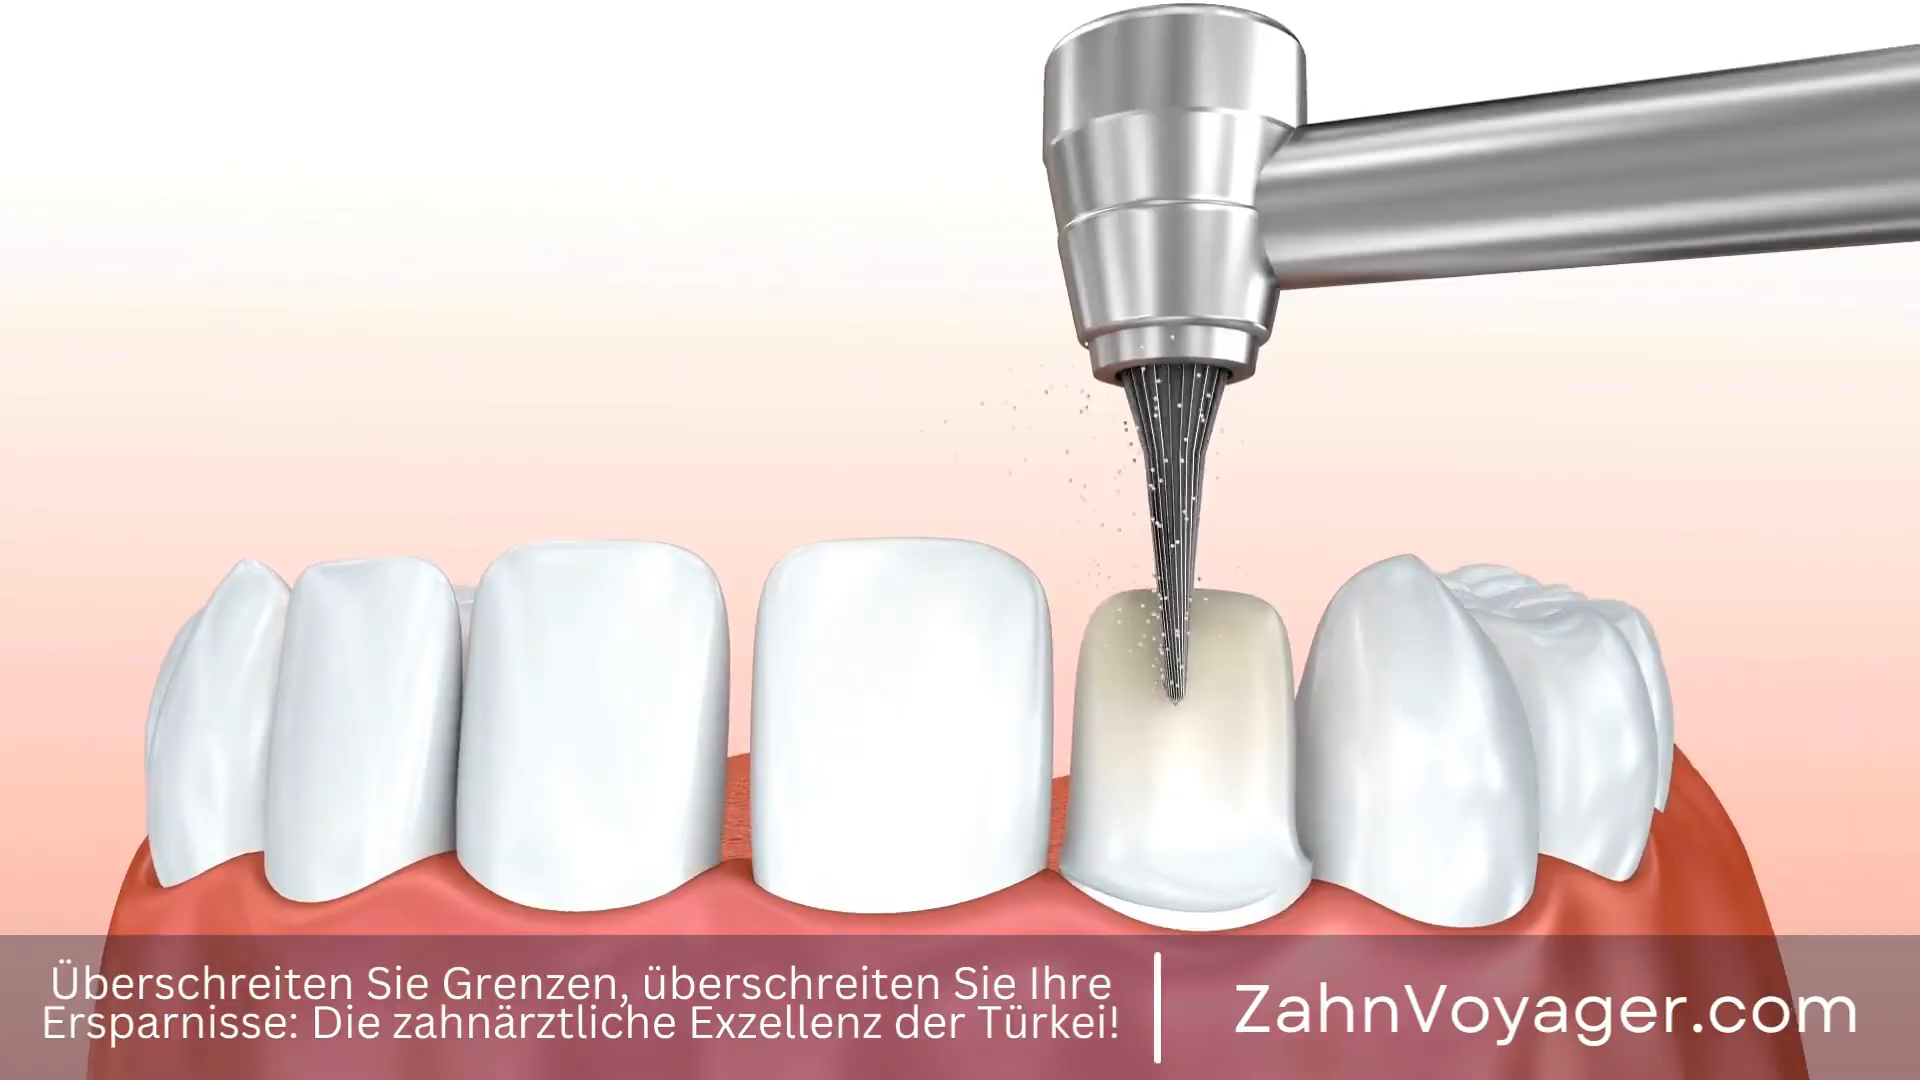 Überschreiten Sie Grenzen, überschreiten Sie Ihre
Ersparnisse: Die zahnärztliche Exzellenz der Türkei!
ZahnVoyager.com